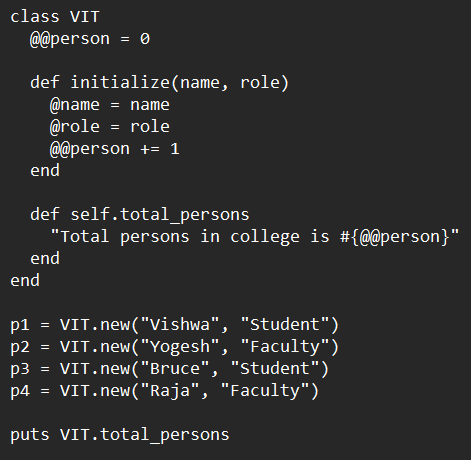 class VIT
  @@person = 0

  def initialize(name, role)
    @name = name
    @role = role
    @@person += 1
  end

  def self.total_persons
    "Total persons in college is #{@@person}"
  end
end

p1 = VIT.new("Vishwa", "Student")
p2 = VIT.new("Yogesh", "Faculty")
p3 = VIT.new("Bruce", "Student")
p4 = VIT.new("Raja", "Faculty")

puts VIT.total_persons